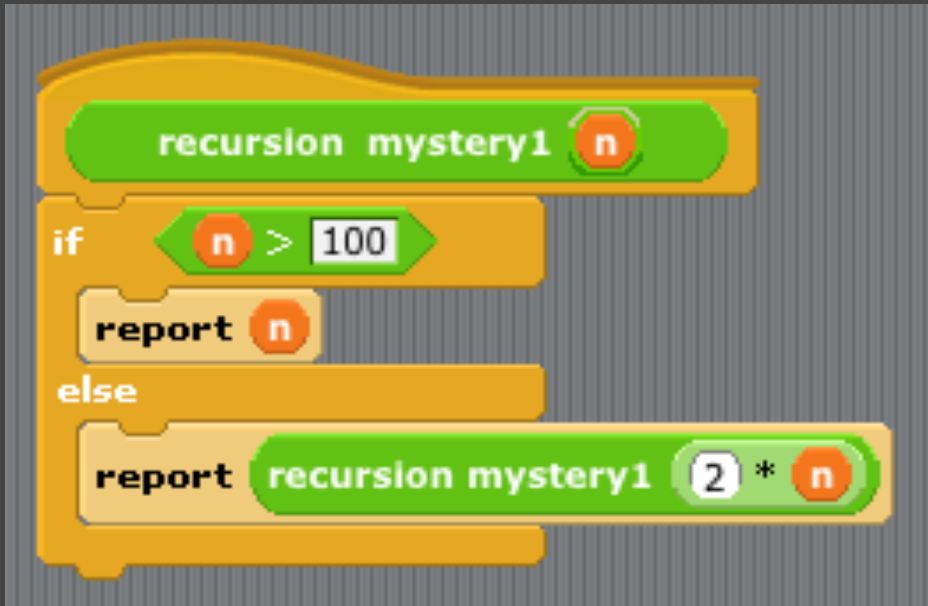 recursion mystery1 n
if n > 100
report n
else
report recursion mystery1 2 * n